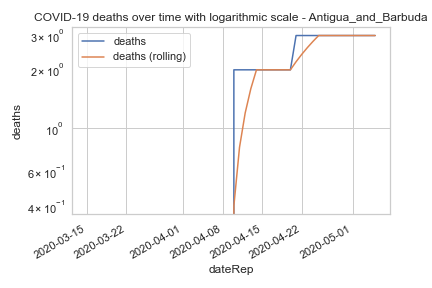 COVID-19 deaths over time with logarithmic scale - Antigua_and_Barbuda
deaths
deaths (rolling)
3 × 10⁰
2 × 10⁰
10⁰
6 × 10⁻¹
4 × 10⁻¹
deaths
2020-03-15
2020-03-22
2020-04-01
2020-04-08
2020-04-15
2020-04-22
2020-05-01
dateRep